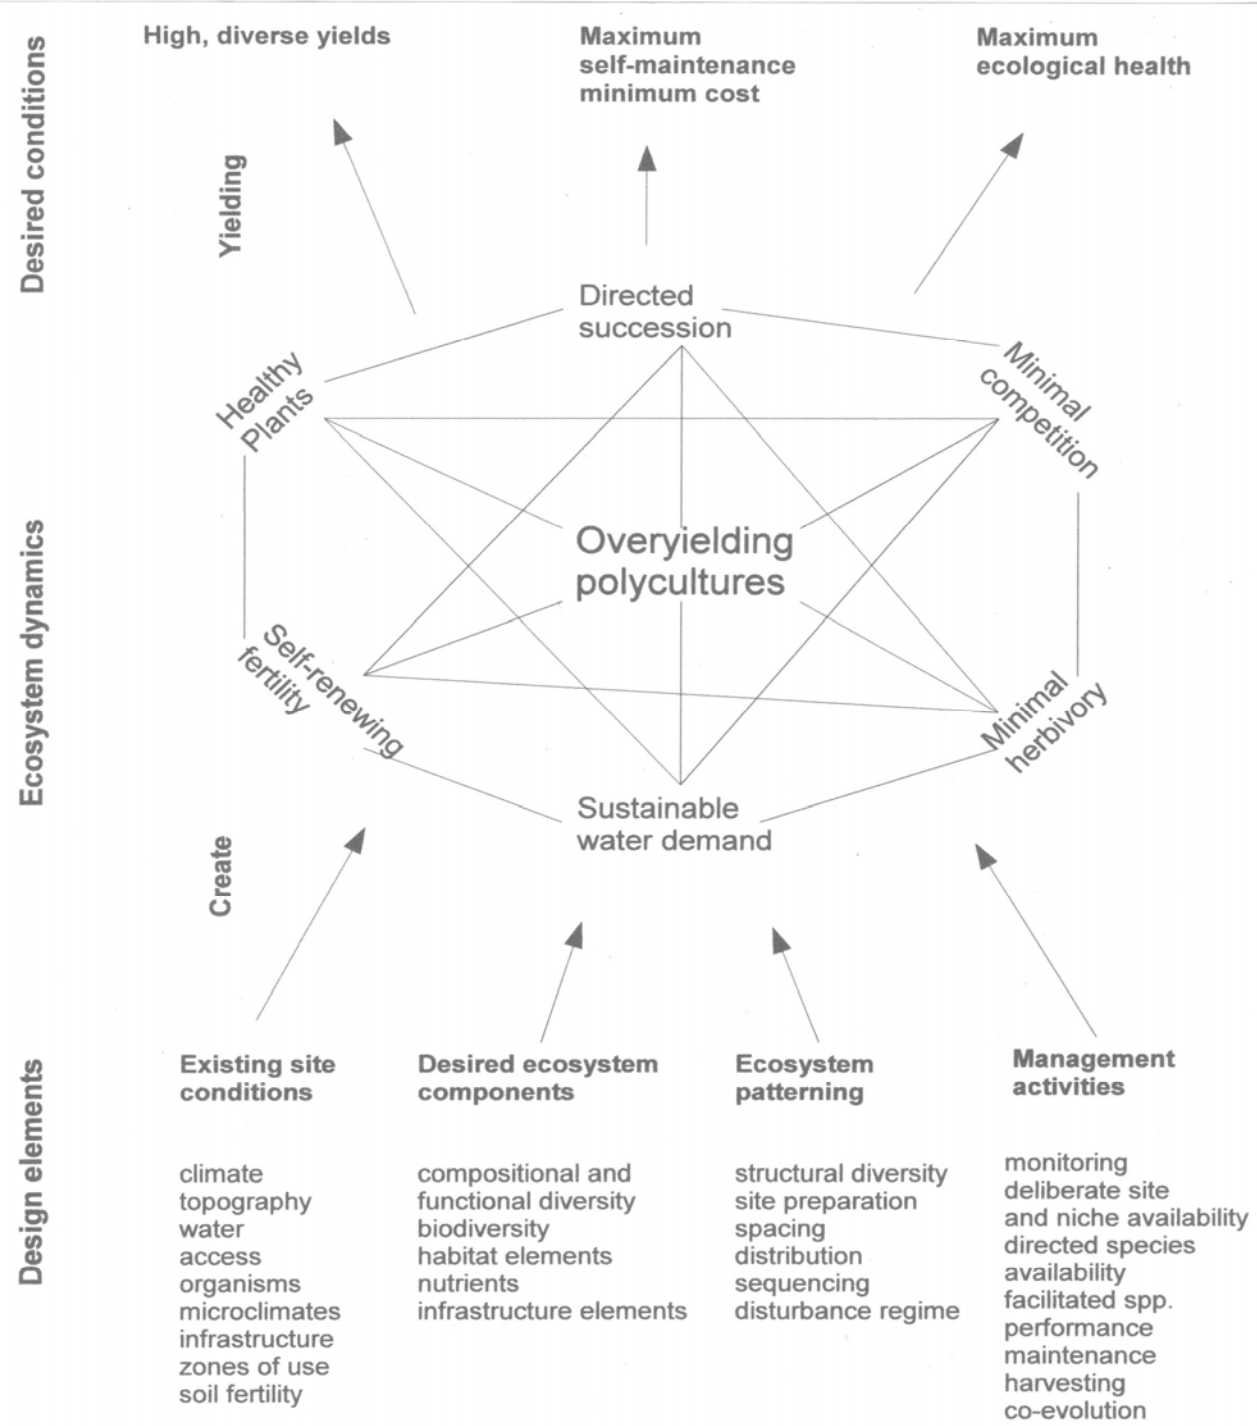 Desired conditions
High, diverse yields
Maximum
self-maintenance
minimum cost
Maximum
ecological health
Yielding
Directed
succession
Healthy
Plants
Minimal
competition
Ecosystem dynamics
Overyielding
polycultures
Self-renewing
fertility
Minimal
herbivory
Sustainable
water demand
Create
Design elements
Existing site
conditions
climate
topography
water
access
organisms
microclimates
infrastructure
zones of use
soil fertility
Desired ecosystem
components
compositional and
functional diversity
biodiversity
habitat elements
nutrients
infrastructure elements
Ecosystem
patterning
structural diversity
site preparation
spacing
distribution
sequencing
disturbance regime
Management
activities
monitoring
deliberate site
and niche availability
directed species
availability
facilitated spp.
performance
maintenance
harvesting
co-evolution